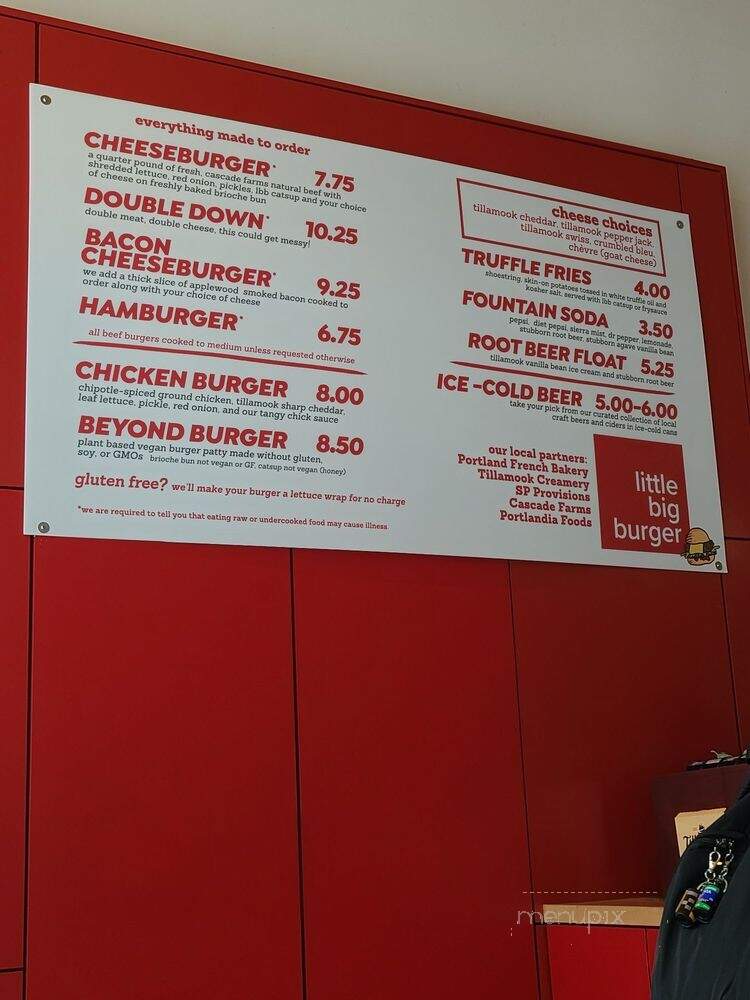 everything made to order
CHEESEBURGER* 7.75
a quarter pound of fresh, cascade farms natural beef with
shredded lettuce, red onion, pickles, lbb catsup and your choice
of cheese on freshly baked brioche bun
DOUBLE DOWN* 10.25
double meat, double cheese, this could get messy!
BACON
CHEESEBURGER* 9.25
we add a thick slice of applewood smoked bacon cooked to
order along with your choice of cheese
HAMBURGER* 6.75
all beef burgers cooked to medium unless requested otherwise
CHICKEN BURGER 8.00
chipotle-spiced ground chicken, tillamook sharp cheddar,
leaf lettuce, pickle, red onion, and our tangy chick sauce
BEYOND BURGER 8.50
plant based vegan burger patty made without gluten,
soy, or GMOs brioche bun not vegan or GF, catsup not vegan (honey)
gluten free? we'll make your burger a lettuce wrap for no charge
*we are required to tell you that eating raw or undercooked food may cause illness.
cheese choices
tillamook cheddar, tillamook pepper jack,
tillamook swiss, crumbled bleu,
chèvre (goat cheese)
TRUFFLE FRIES 4.00
shoestring, skin-on potatoes tossed in white truffle oil and
kosher salt, served with lbb catsup or frysauce
FOUNTAIN SODA 3.50
pepsi, diet pepsi, sierra mist, dr pepper, lemonade,
stubborn root beer, stubborn agave vanilla bean
ROOT BEER FLOAT 5.25
tillamook vanilla bean ice cream and stubborn root beer
ICE-COLD BEER 5.00-6.00
take your pick from our curated collection of local
craft beers and ciders in ice-cold cans
our local partners:
Portland French Bakery
Tillamook Creamery
SP Provisions
Cascade Farms
Portlandia Foods
little
big
burger
menupix